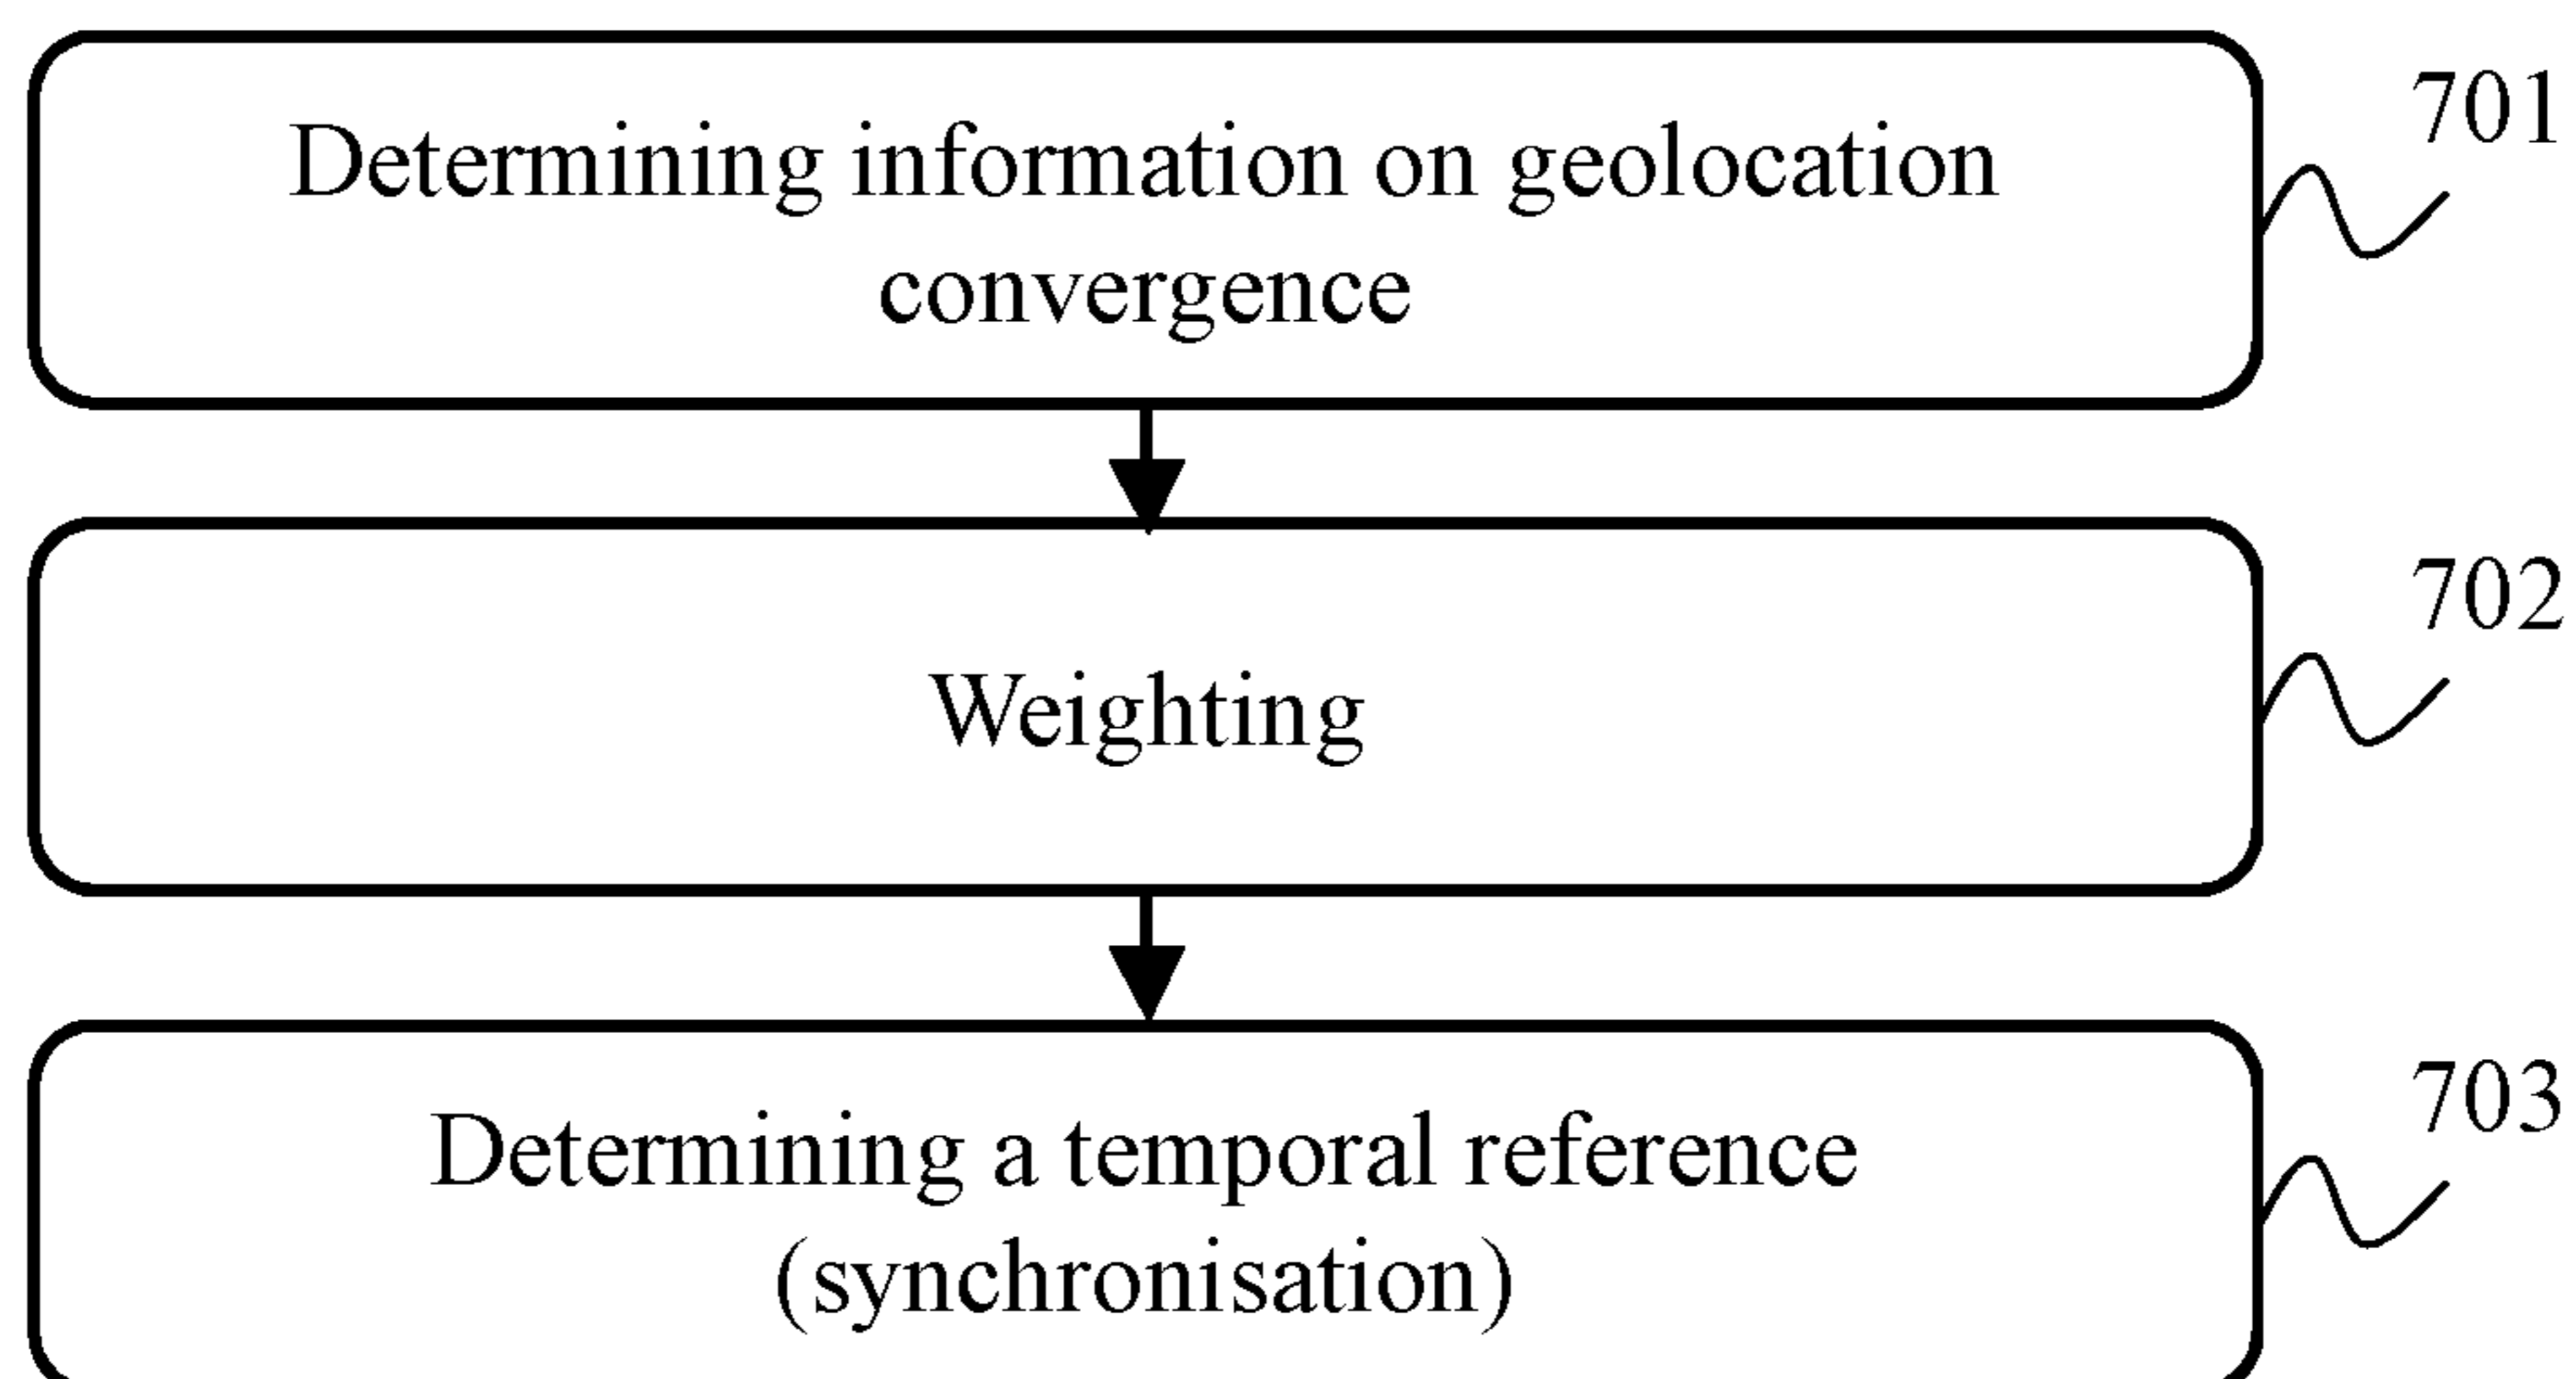 Determining information on geolocation
convergence
701
Weighting
702
Determining a temporal reference
(synchronisation)
703